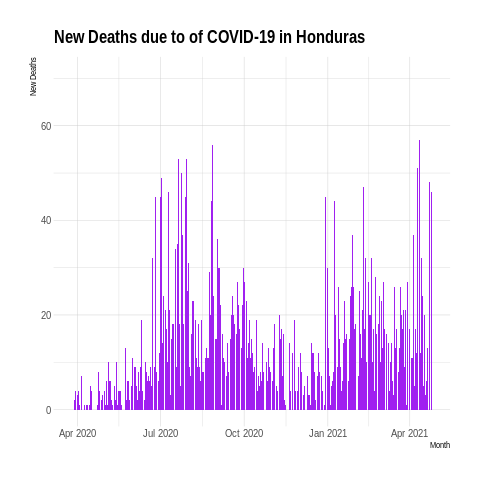 New Deaths due to of COVID-19 in Honduras
New Deaths
60
40
20
0
Apr 2020 Jul 2020 Oct 2020 Jan 2021 Apr 2021
Month